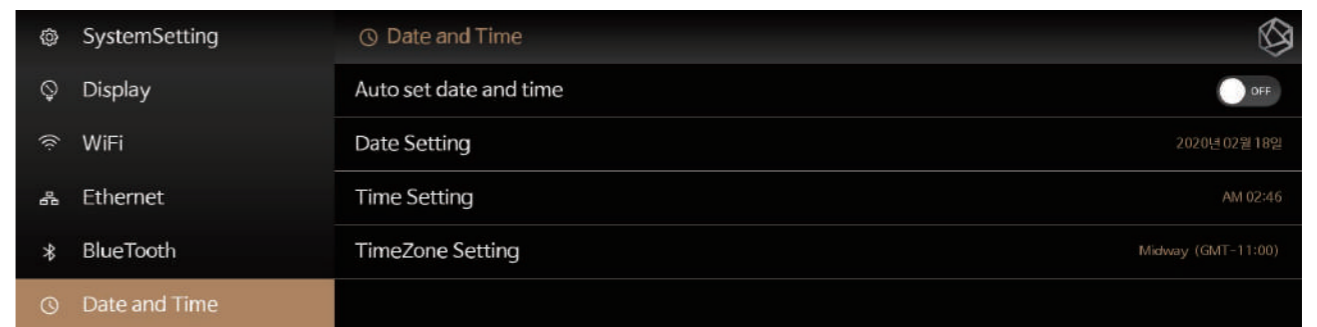 SystemSetting
Display
WiFi
Ethernet
BlueTooth
Date and Time
Date and Time
Auto set date and time OFF
Date Setting 2020년 02월 18일
Time Setting AM 02:46
TimeZone Setting Midway (GMT-11:00)